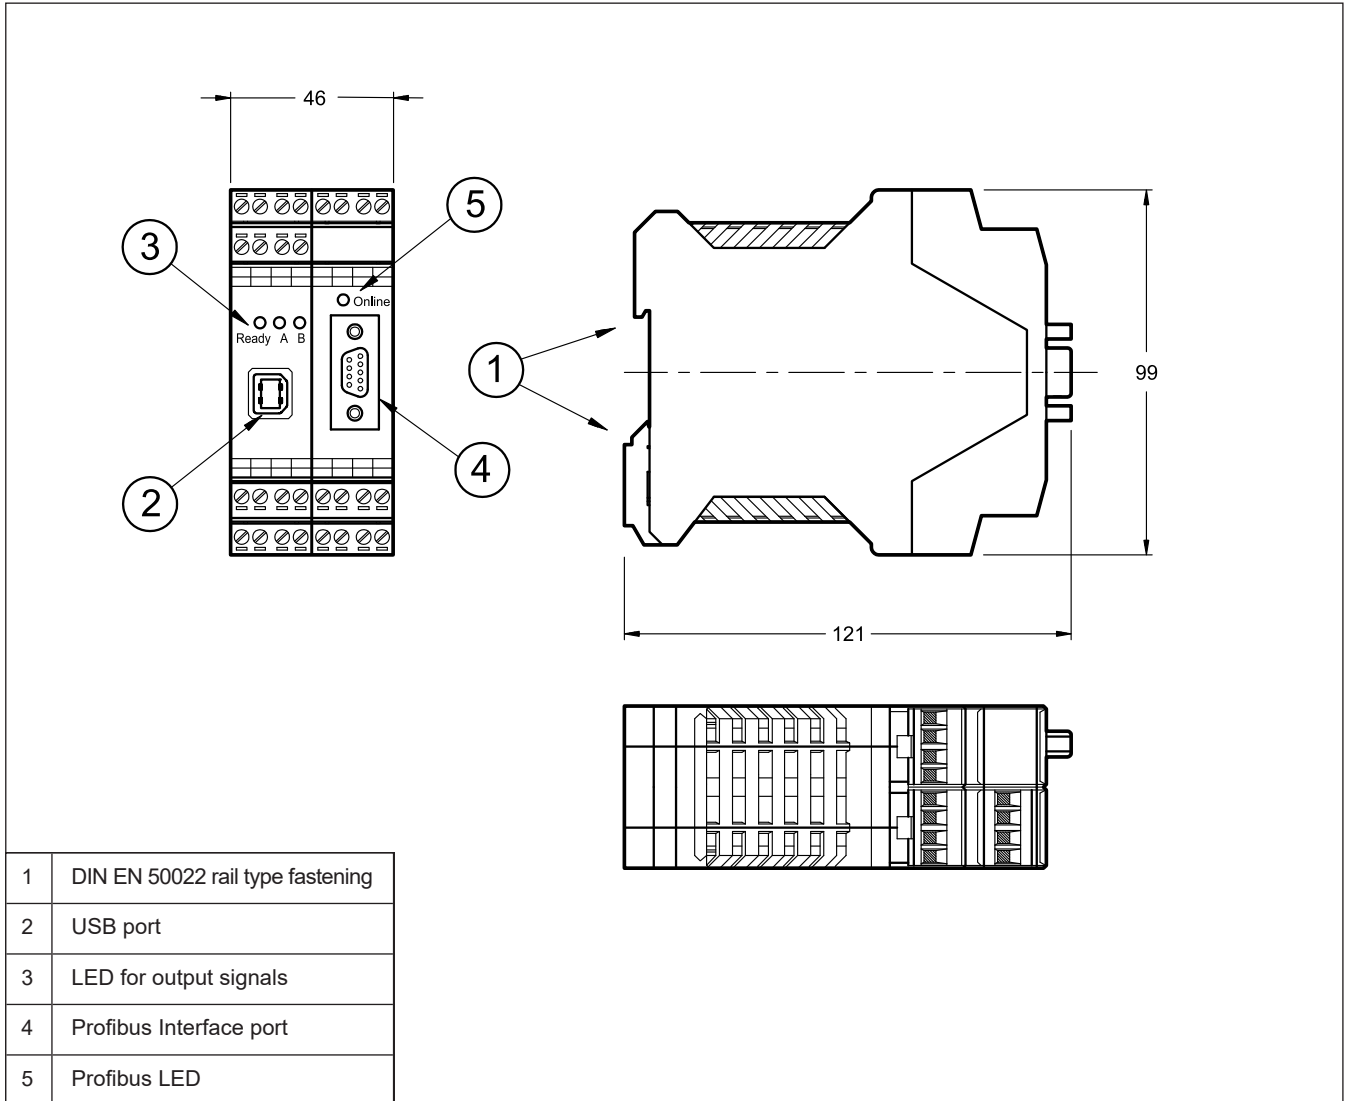 46
5
3
Online
Ready A B
1
99
4
2
121
1 DIN EN 50022 rail type fastening
2 USB port
3 LED for output signals
4 Profibus Interface port
5 Profibus LED